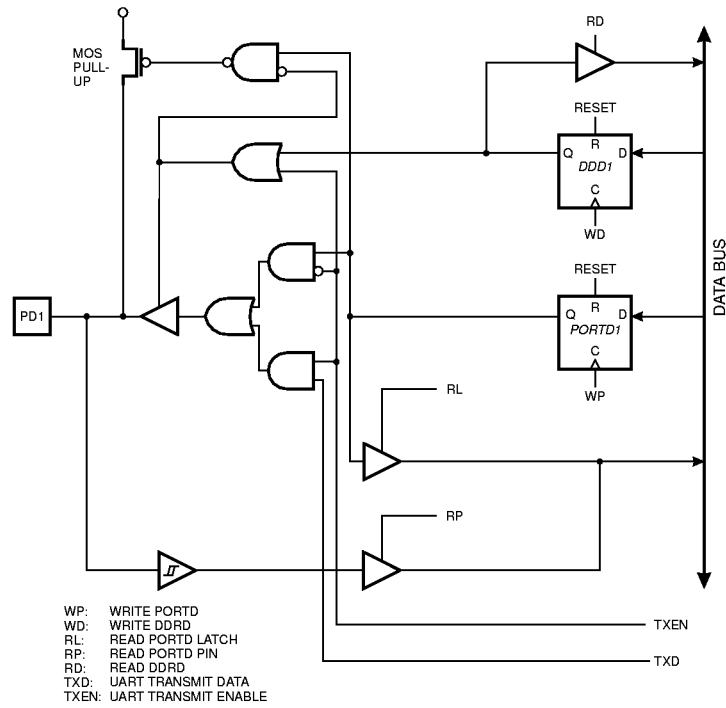 RD
MOS
PULL-
UP
RESET
R
Q
D
DDD1
C
WD
DATA BUS
RESET
R
Q
D
PD1
PORTD1
C
WP
RL
RP
WP: WRITE PORTD
WD: WRITE DDRD
RL: READ PORTD LATCH
RP: READ PORTD PIN
RD: READ DDRD
TXD: UART TRANSMIT DATA
TXEN: UART TRANSMIT ENABLE
TXEN
TXD